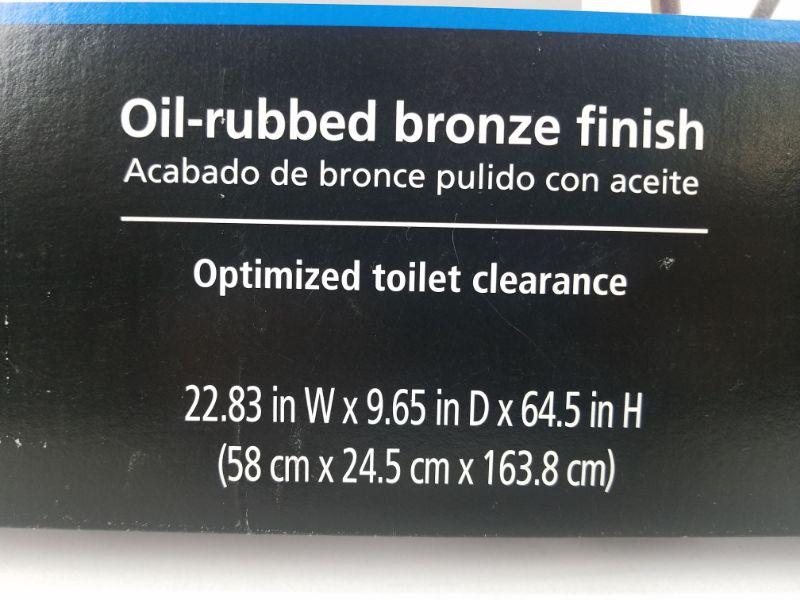 Oil-rubbed bronze finish
Acabado de bronce pulido con aceite
Optimized toilet clearance
22.83 in W x 9.65 in D x 64.5 in H
(58 cm x 24.5 cm x 163.8 cm)